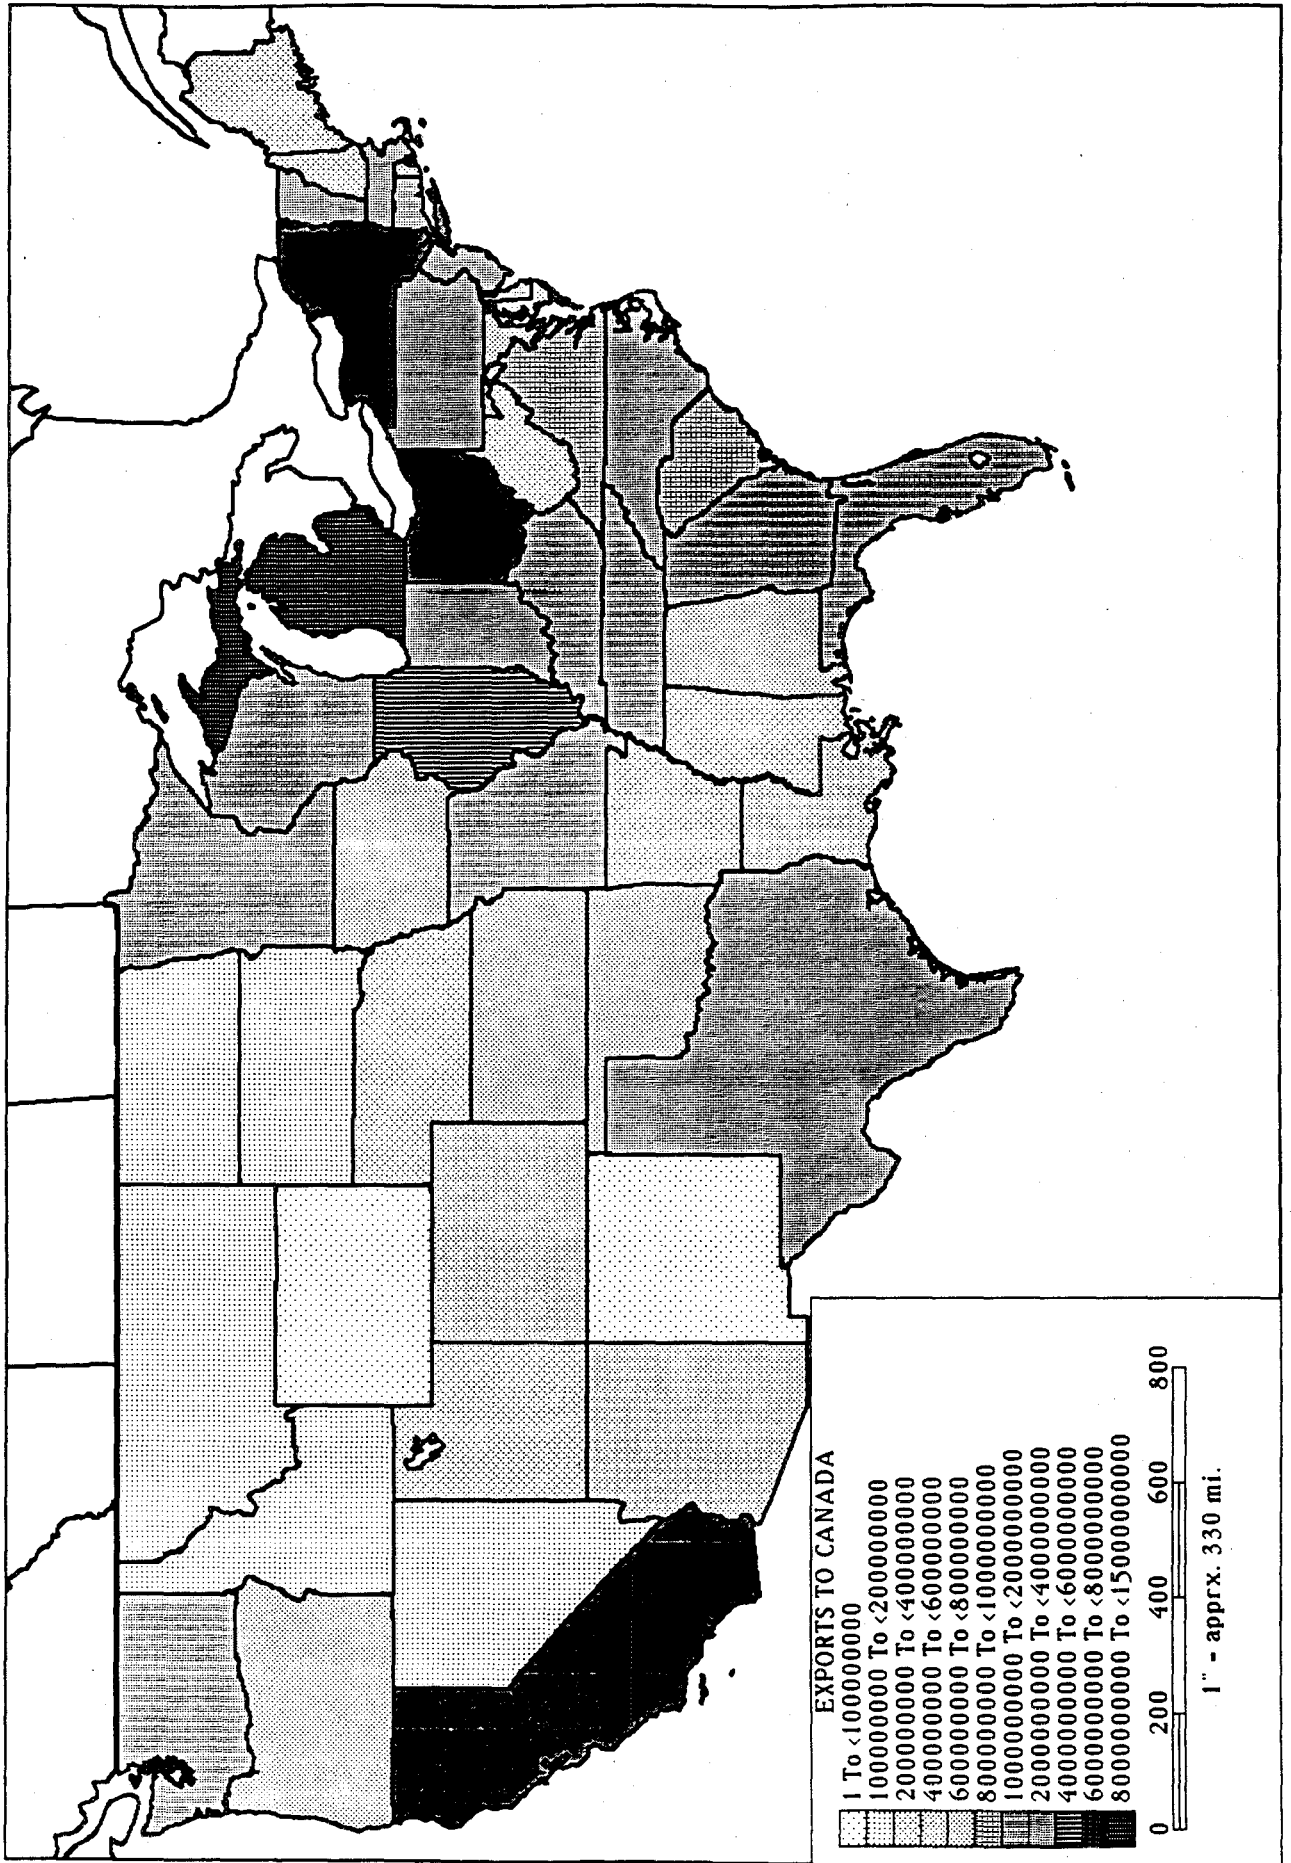 EXPORTS TO CANADA
1 To <100000000
100000000 To <200000000
200000000 To <400000000
400000000 To <600000000
600000000 To <800000000
800000000 To <1000000000
1000000000 To <2000000000
2000000000 To <4000000000
4000000000 To <6000000000
6000000000 To <8000000000
8000000000 To <15000000000
0 200 400 600 800
1" - apprx. 330 mi.